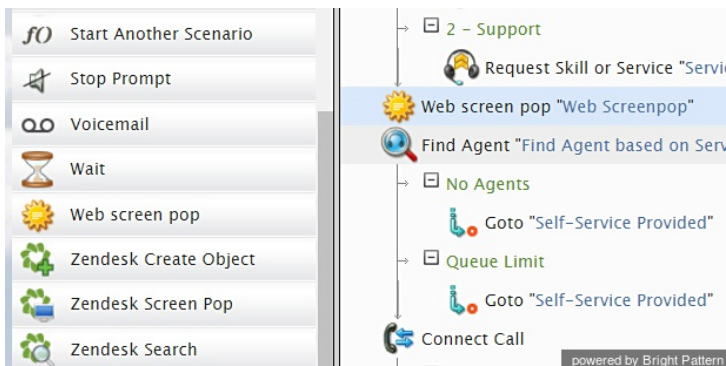 f()
Start Another Scenario
Stop Prompt
Voicemail
Wait
Web screen pop
Zendesk Create Object
Zendesk Screen Pop
Zendesk Search
2 - Support
Request Skill or Service "Servi
Web screen pop "Web Screenpop"
Find Agent "Find Agent based on Serv
No Agents
Goto "Self-Service Provided"
Queue Limit
Goto "Self-Service Provided"
Connect Call
powered by Bright Pattern